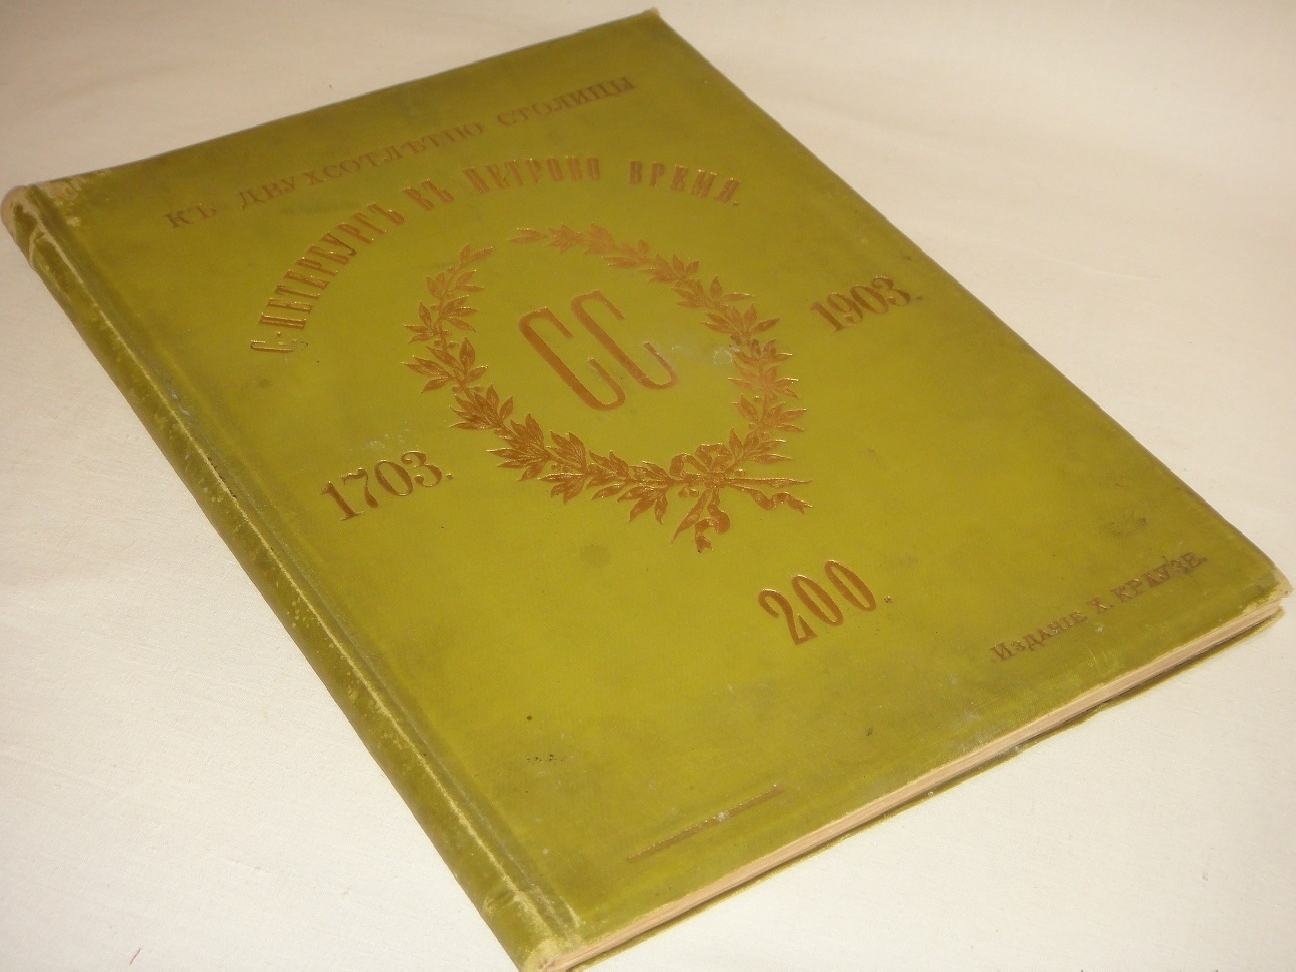 КЪ ДВУХСОТЛѢТІЮ СТОЛИЦЫ
С.-ПЕТЕРБУРГЪ ВЪ ПЕТРОВО ВРЕМЯ.
СС
1703.
1903.
200.
Изданіе Х. КРАУЗЕ.